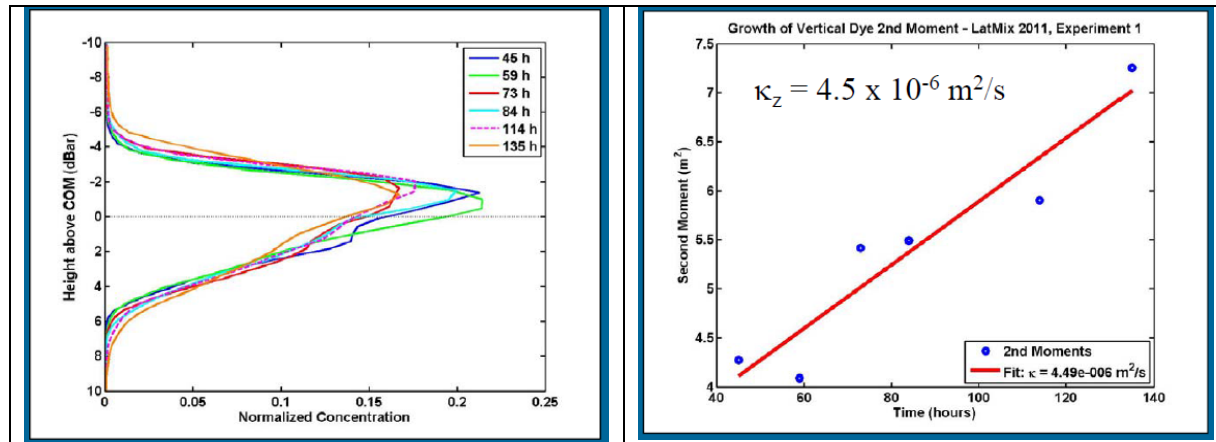 -10
-8
-6
-4
-2
0
2
4
6
8
10
0
0.05
0.1
0.15
0.2
0.25
Height above COM (dBar)
Normalized Concentration
45 h
59 h
73 h
84 h
114 h
135 h
Growth of Vertical Dye 2nd Moment - LatMix 2011, Experiment 1
κz = 4.5 x 10-6 m2/s
7.5
7
6.5
6
5.5
5
4.5
4
40
60
80
100
120
140
Second Moment (m2)
Time (hours)
2nd Moments
Fit: κ = 4.49e-006 m2/s